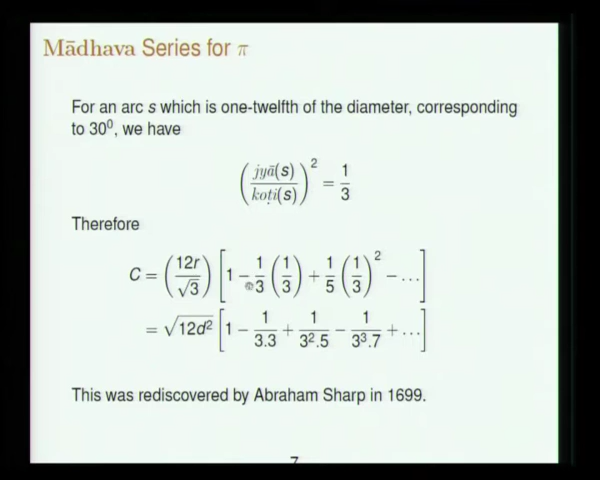 Mādhava Series for π
For an arc s which is one-twelfth of the diameter, corresponding
to 30⁰, we have
(jyā(s)/koṭi(s))² = 1/3
Therefore
C = (12r/√3) [1 − 1/3 (1/3) + 1/5 (1/3)² − ...]
= √12d² [1 − 1/3.3 + 1/3².5 − 1/3³.7 + ...]
This was rediscovered by Abraham Sharp in 1699.
7